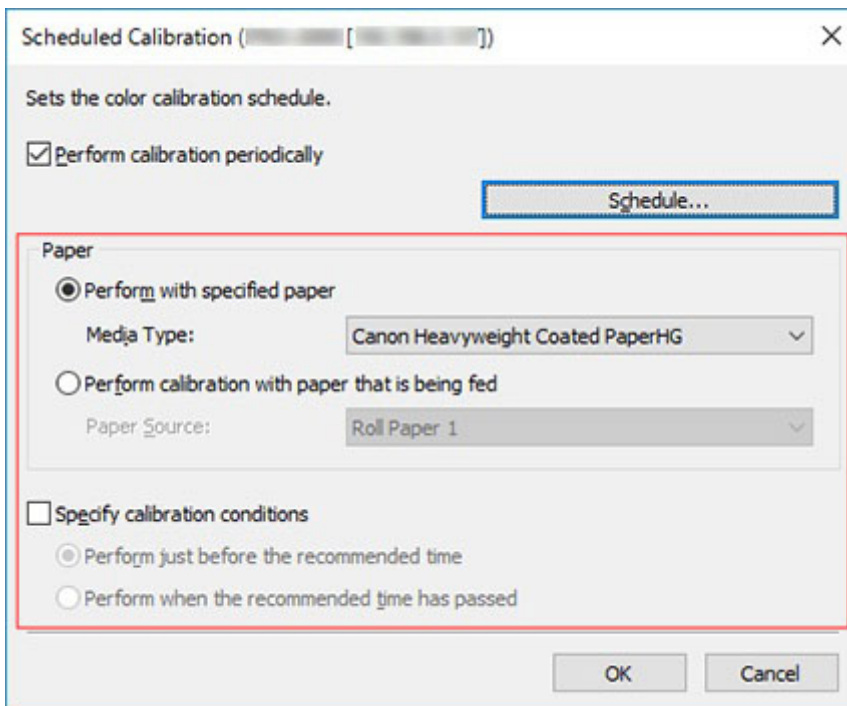 Scheduled Calibration ( [ ])
Sets the color calibration schedule.
Perform calibration periodically
Schedule...
Paper
Perform with specified paper
Media Type: Canon Heavyweight Coated PaperHG
Perform calibration with paper that is being fed
Paper Source: Roll Paper 1
Specify calibration conditions
Perform just before the recommended time
Perform when the recommended time has passed
OK Cancel